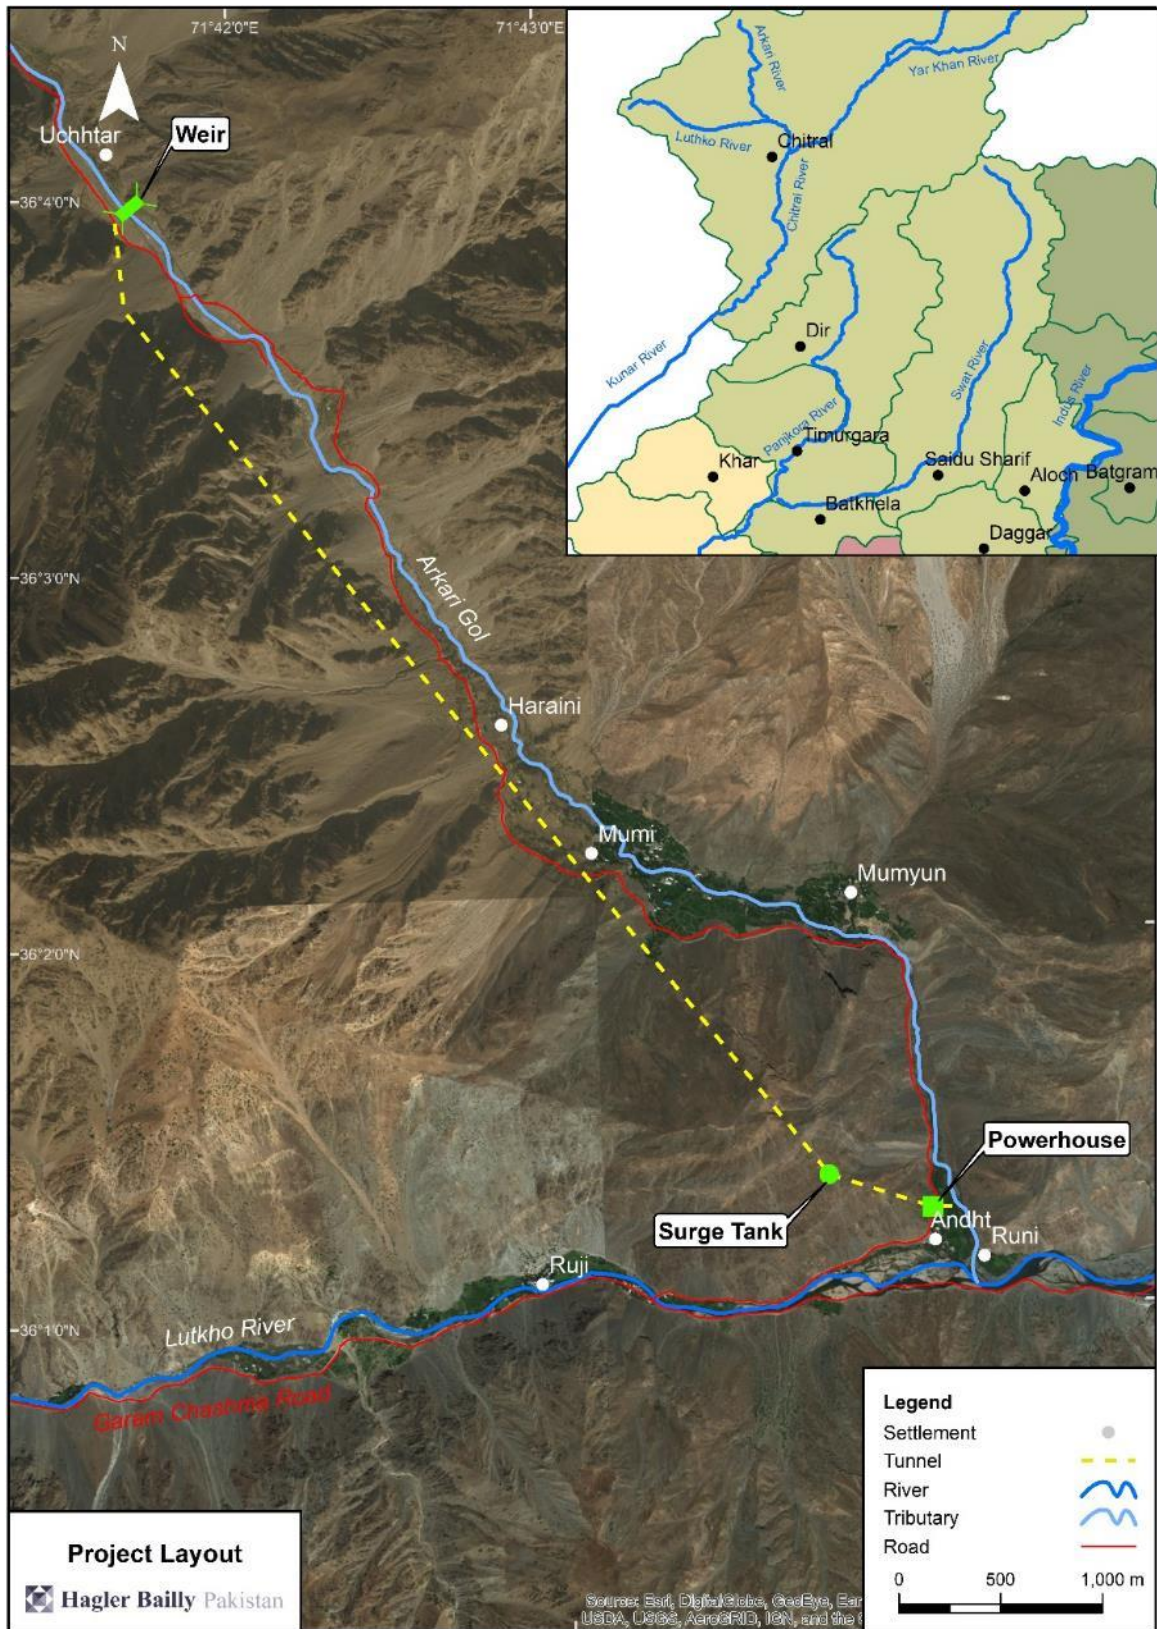 71°42'0"E
71°43'0"E
N
Uchhtar
Weir
36°4'0"N
Arkari River
Yar Khan River
Luthko River
Chitral
Chitral River
Dir
Kunar River
Swat River
Indus River
Panjkora River
Timurgara
Khar
Saidu Sharif
Aloch
Batgram
Batkhela
Daggar
36°3'0"N
Arkari Gol
Haraini
Mumi
Mumyun
36°2'0"N
Powerhouse
Surge Tank
Andht
Runi
Ruji
36°1'0"N
Lutkho River
Garam Chashma Road
Legend
Settlement
Tunnel
River
Tributary
Road
0 500 1,000 m
Project Layout
Hagler Bailly Pakistan
Source: Esri, DigitalGlobe, GeoEye, Ear
USDA, USGS, AeroGRID, IGN, and the